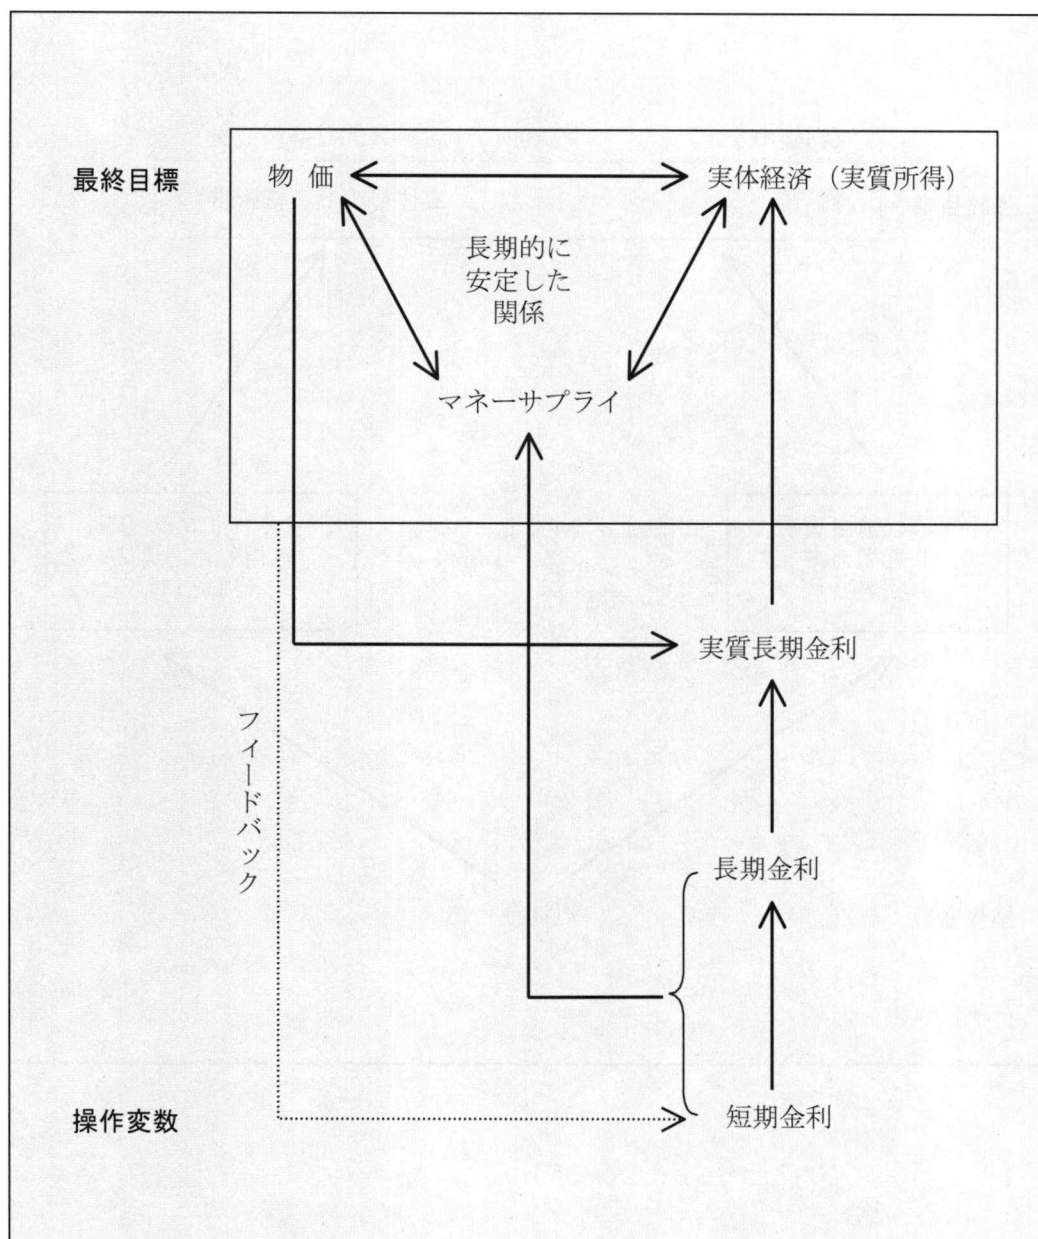 最終目標
物価
実体経済（実質所得）
長期的に
安定した
関係
マネーサプライ
実質長期金利
フィードバック
長期金利
操作変数
短期金利